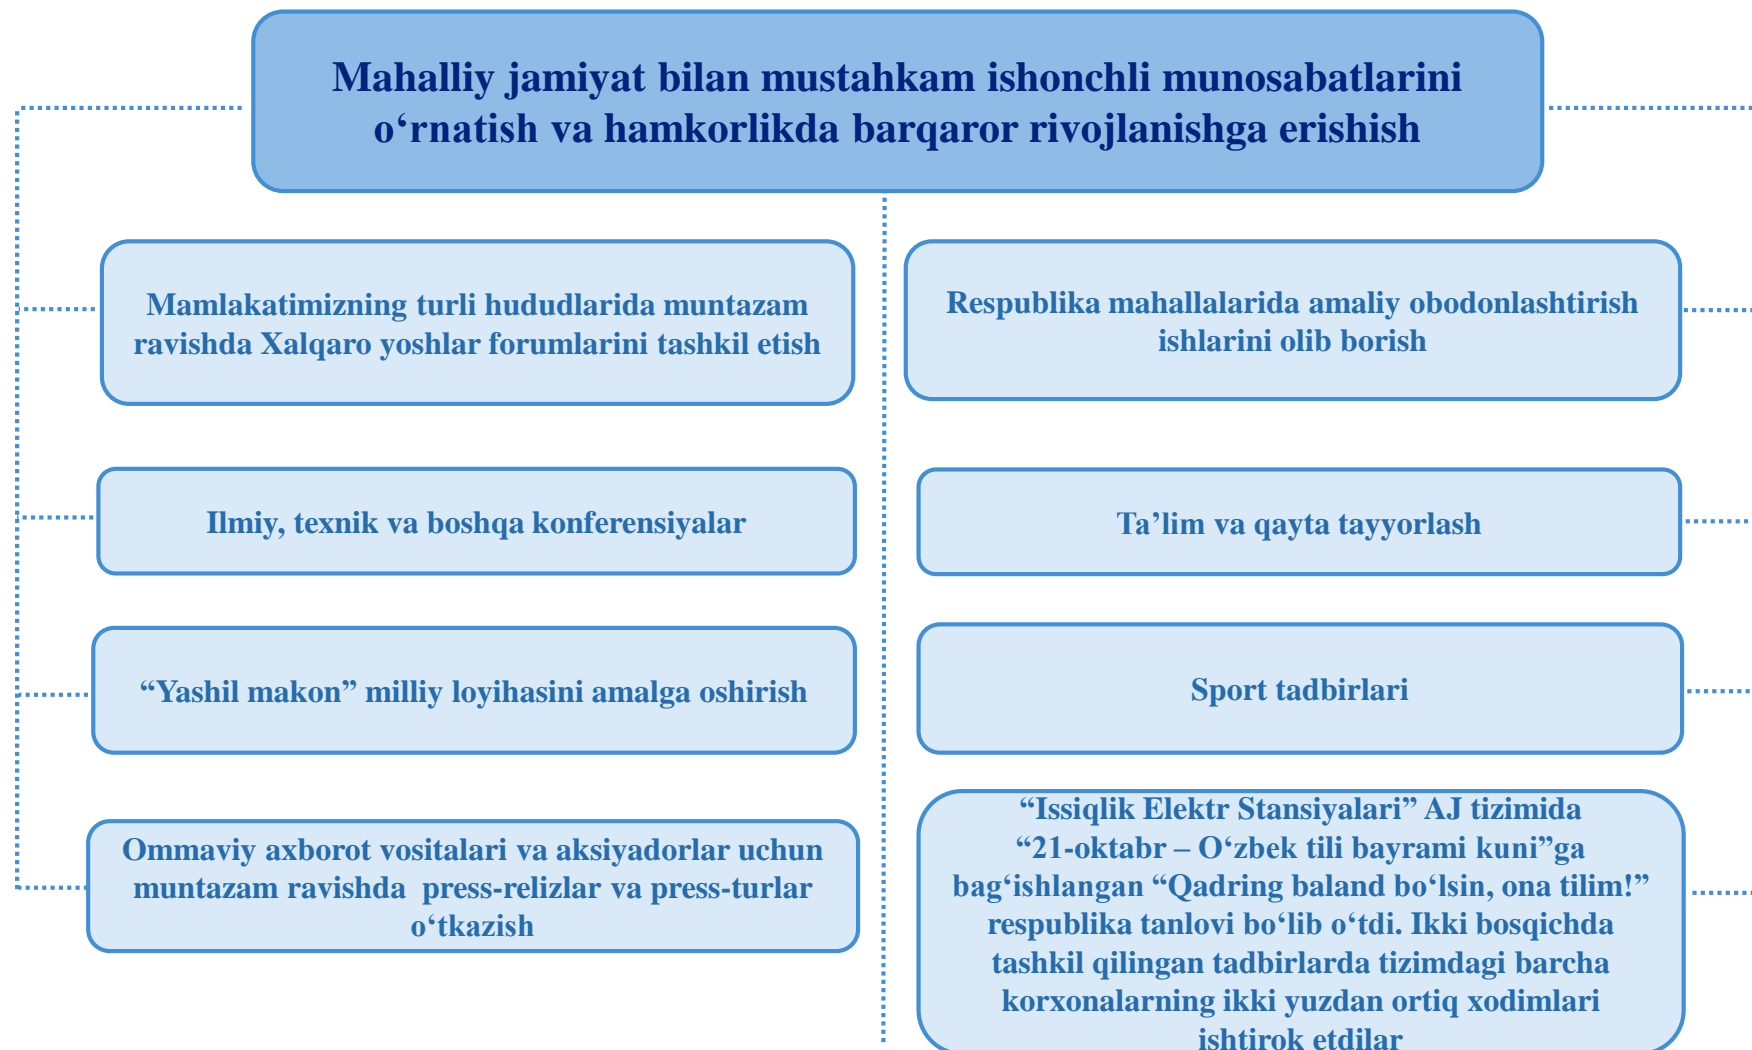 Mahalliy jamiyat bilan mustahkam ishonchli munosabatlarini
o‘rnatish va hamkorlikda barqaror rivojlanishga erishish
Mamlakatimizning turli hududlarida muntazam
ravishda Xalqaro yoshlar forumlarini tashkil etish
Ilmiy, texnik va boshqa konferensiyalar
“Yashil makon” milliy loyihasini amalga oshirish
Ommaviy axborot vositalari va aksiyadorlar uchun
muntazam ravishda press-relizlar va press-turlar
o‘tkazish
Respublika mahallalarida amaliy obodonlashtirish
ishlarini olib borish
Ta’lim va qayta tayyorlash
Sport tadbirlari
“Issiqlik Elektr Stansiyalari” AJ tizimida
“21-oktabr – O‘zbek tili bayrami kuni”ga
bag‘ishlangan “Qadring baland bo‘lsin, ona tilim!”
respublika tanlovi bo‘lib o‘tdi. Ikki bosqichda
tashkil qilingan tadbirlarda tizimdagi barcha
korxonalarning ikki yuzdan ortiq xodimlari
ishtirok etdilar